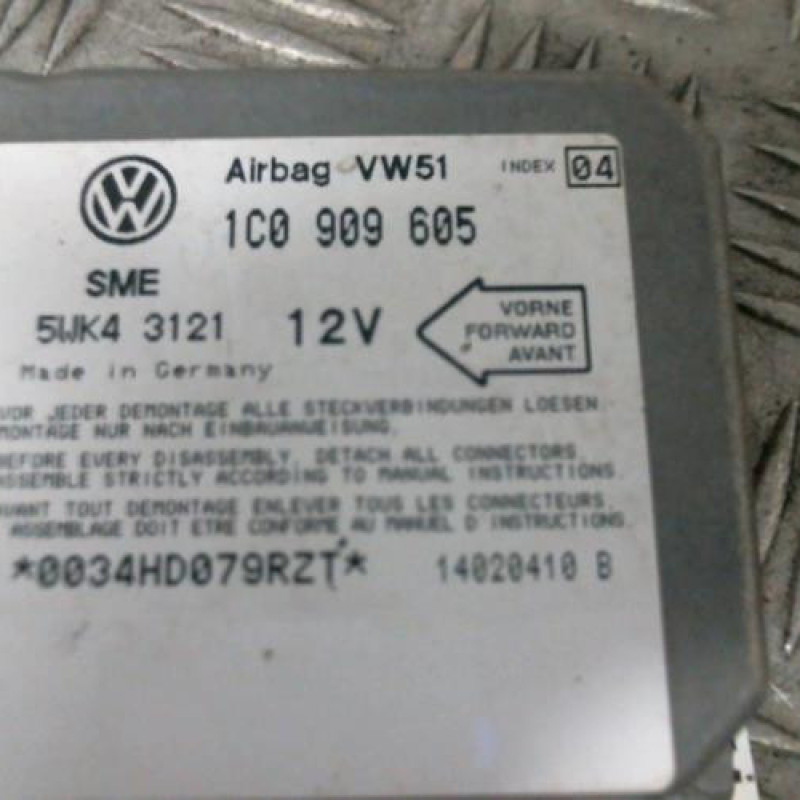 Airbag VW51 INDEX 04
1C0 909 605
SME
5WK4 3121 12V
VORNE
FORWARD
AVANT
Made in Germany
VOR JEDER DEMONTAGE ALLE STECKVERBINDUNGEN LOESEN.
MONTAGE NUR NACH EINBAUANWEISUNG.
BEFORE EVERY DISASSEMBLY, DETACH ALL CONNECTORS.
ASSEMBLE STRICTLY ACCORDING TO MANUAL INSTRUCTIONS.
AVANT TOUT DEMONTAGE ENLEVER TOUS LES CONNECTEURS.
ASSEMBLAGE DOIT ETRE CONFORME AU MANUEL D'INSTRUCTIONS.
*0034HD079RZT* 14020410 B